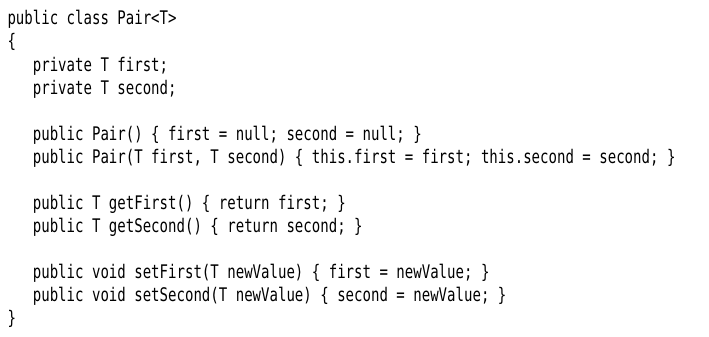 public class Pair<T>
{
   private T first;
   private T second;

   public Pair() { first = null; second = null; }
   public Pair(T first, T second) { this.first = first; this.second = second; }

   public T getFirst() { return first; }
   public T getSecond() { return second; }

   public void setFirst(T newValue) { first = newValue; }
   public void setSecond(T newValue) { second = newValue; }
}